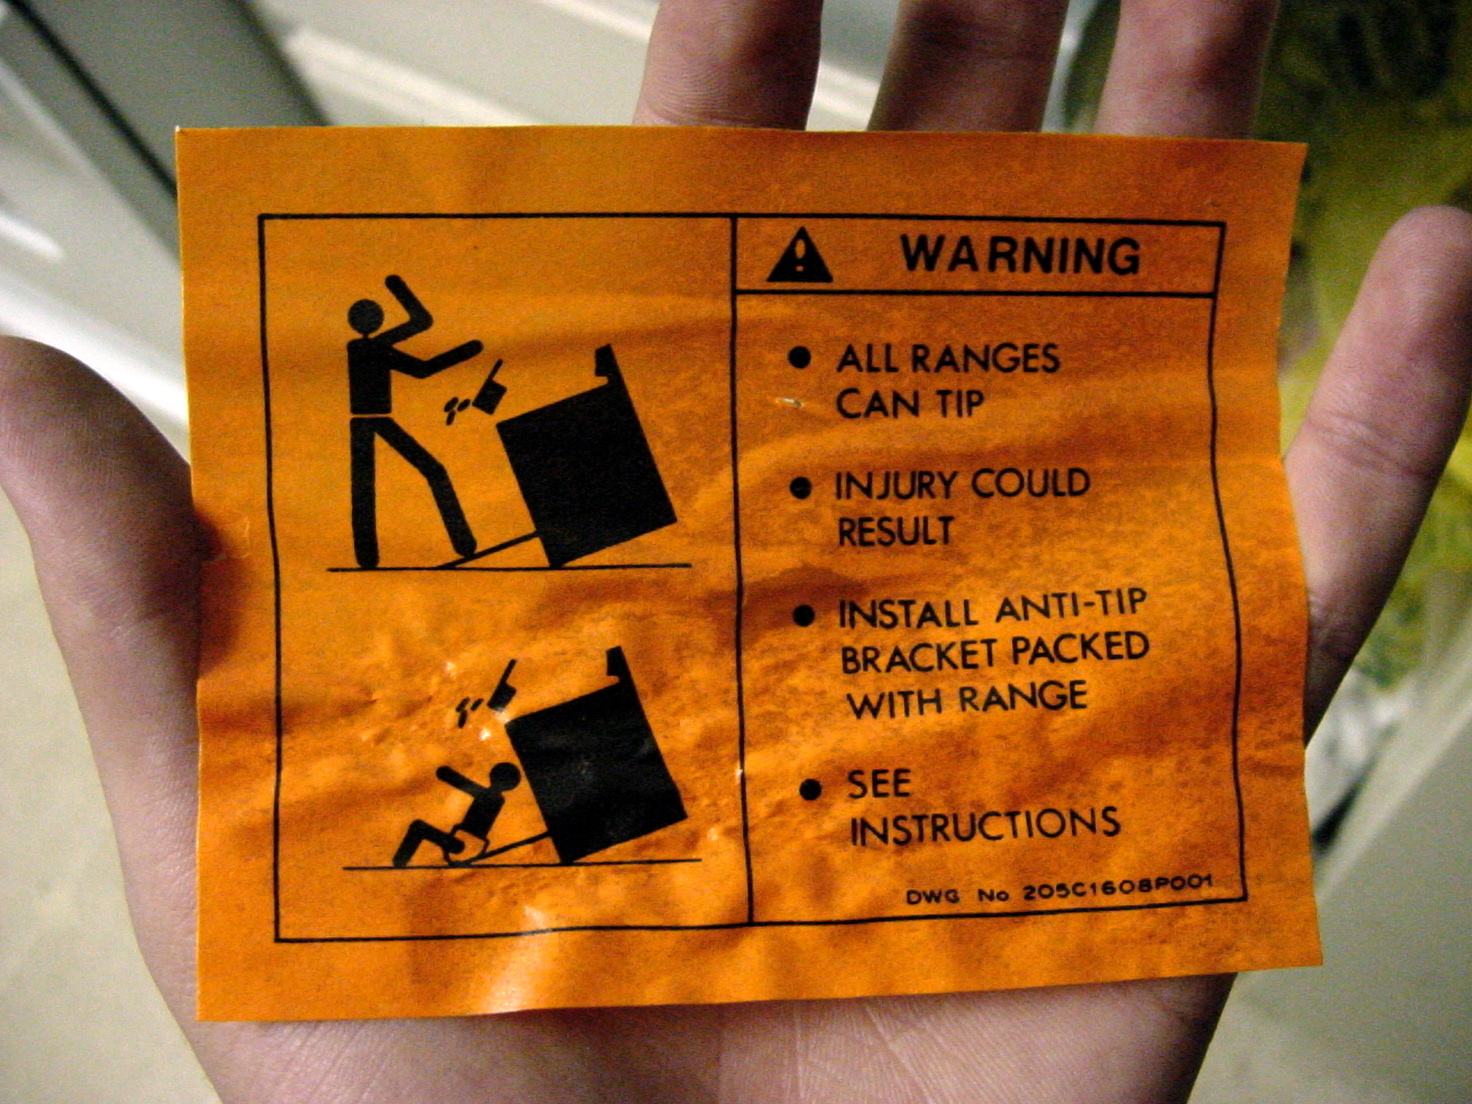 WARNING
● ALL RANGES
CAN TIP
● INJURY COULD
RESULT
● INSTALL ANTI-TIP
BRACKET PACKED
WITH RANGE
● SEE
INSTRUCTIONS
DWG No 205C1608P001